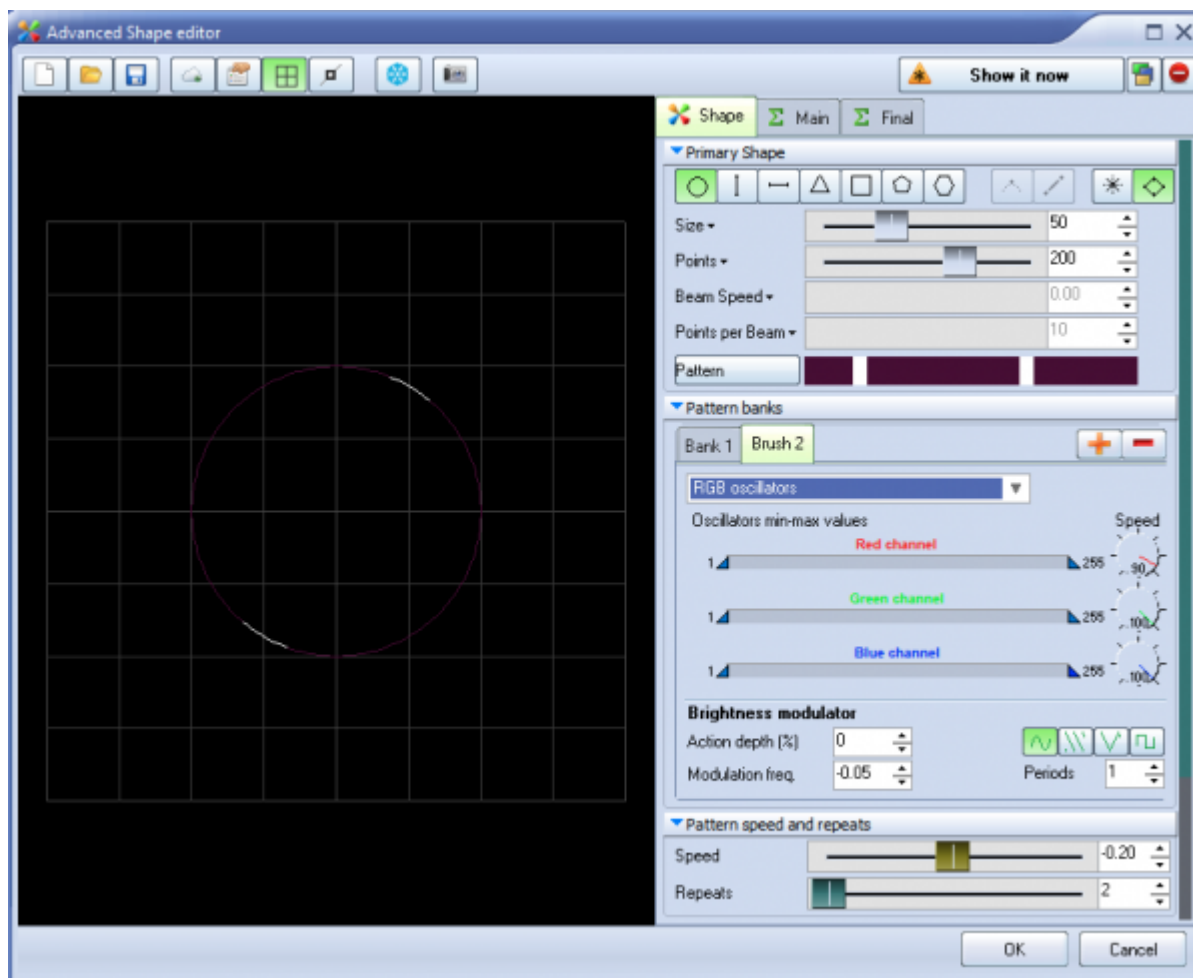 Advanced Shape editor
Show it now
Shape Main Final
Primary Shape
Size 50
Points 200
Beam Speed 0.00
Points per Beam 10
Pattern
Pattern banks
Bank 1 Brush 2
RGB oscillators
Oscillators min-max values Speed
Red channel
1 255 90
Green channel
1 255 100
Blue channel
1 255 100
Brightness modulator
Action depth (%) 0
Modulation freq. -0.05 Periods 1
Pattern speed and repeats
Speed -0.20
Repeats 2
OK Cancel